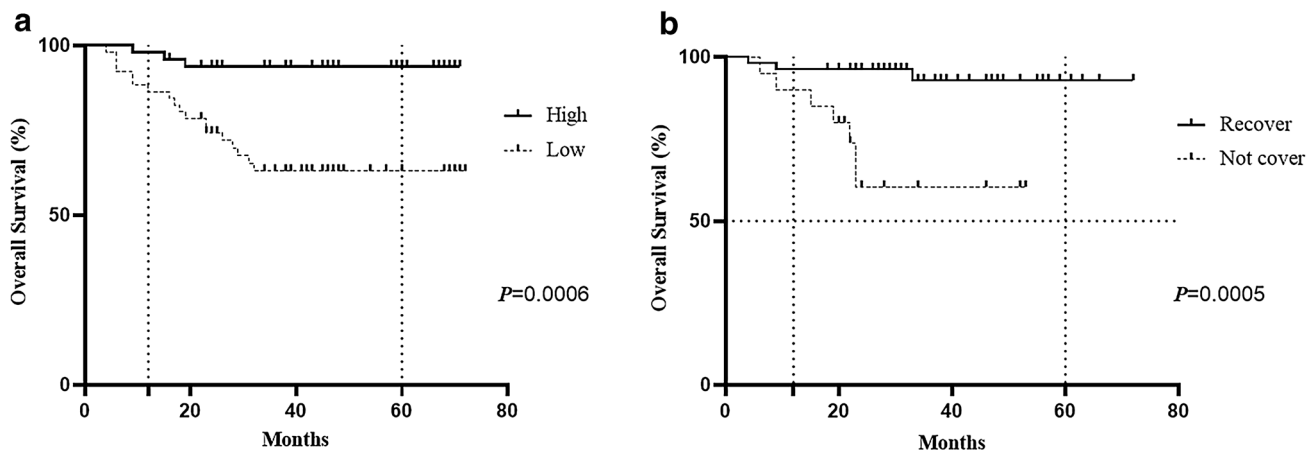 a
100
50
0
Overall Survival (%)
0
20
40
60
80
Months
High
Low
P=0.0006
b
100
50
0
Overall Survival (%)
0
20
40
60
80
Months
Recover
Not cover
P=0.0005